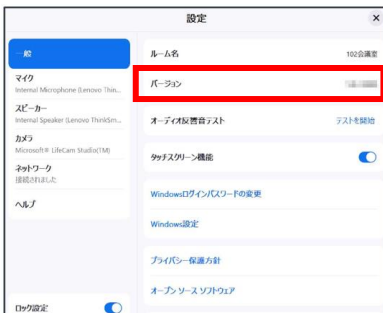 設定
一般
マイク
Internal Microphone (Lenovo Thin...
スピーカー
Internal Speaker (Lenovo ThinkSm...
カメラ
Microsoft® LifeCam Studio(TM)
ネットワーク
接続されました
ヘルプ
ロック設定
ルーム名
102会議室
バージョン
オーディオ反響音テスト
テストを開始
タッチスクリーン機能
Windowsログインパスワードの変更
Windows設定
プライバシー保護方針
オープン ソース ソフトウェア